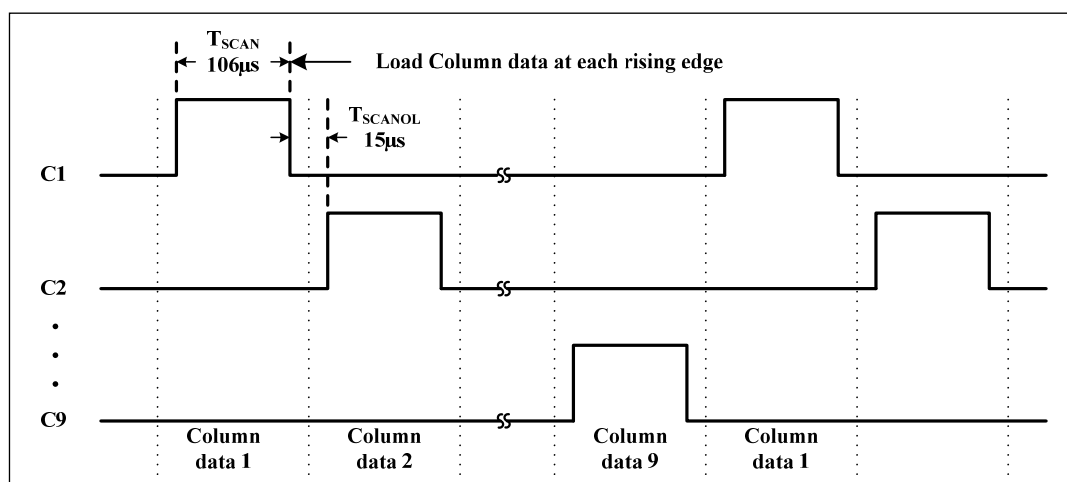 TSCAN
106μs
Load Column data at each rising edge
TSCANOL
15μs
C1
C2
C9
Column
data 1
Column
data 2
Column
data 9
Column
data 1